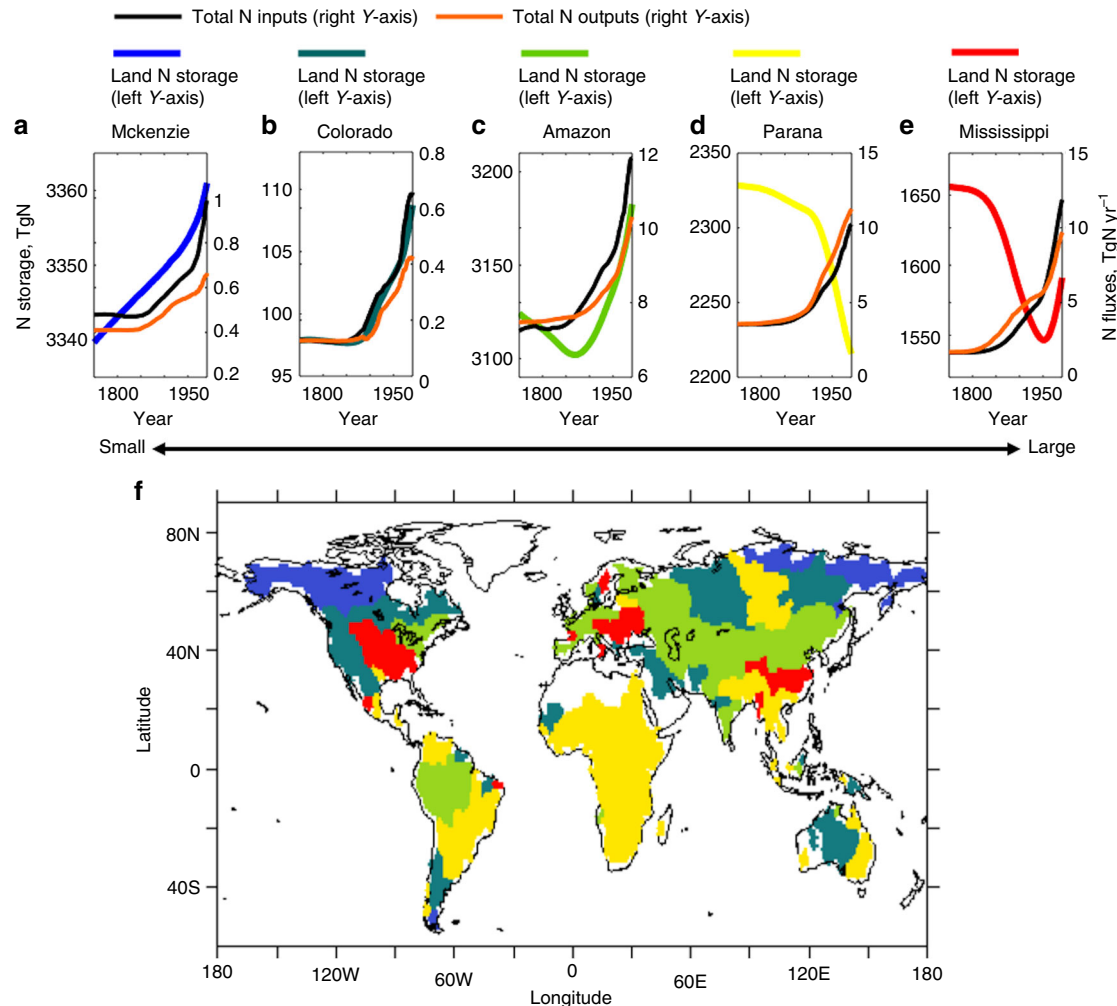 Total N inputs (right Y-axis) Total N outputs (right Y-axis)
Land N storage (left Y-axis)
Land N storage (left Y-axis)
Land N storage (left Y-axis)
Land N storage (left Y-axis)
Land N storage (left Y-axis)
a Mckenzie
b Colorado
c Amazon
d Parana
e Mississippi
N storage, TgN
3360
3350
3340
1
0.8
0.6
0.4
0.2
1800 1950
Year
110
105
100
95
0.8
0.6
0.4
0.2
0
1800 1950
Year
3200
3150
3100
12
10
8
6
1800 1950
Year
2350
2300
2250
2200
15
10
5
0
1800 1950
Year
1650
1600
1550
15
10
5
0
1800 1950
Year
N fluxes, TgN yr⁻¹
Small Large
f
Latitude
80N
40N
0
40S
180 120W 60W 0 60E 120E 180
Longitude